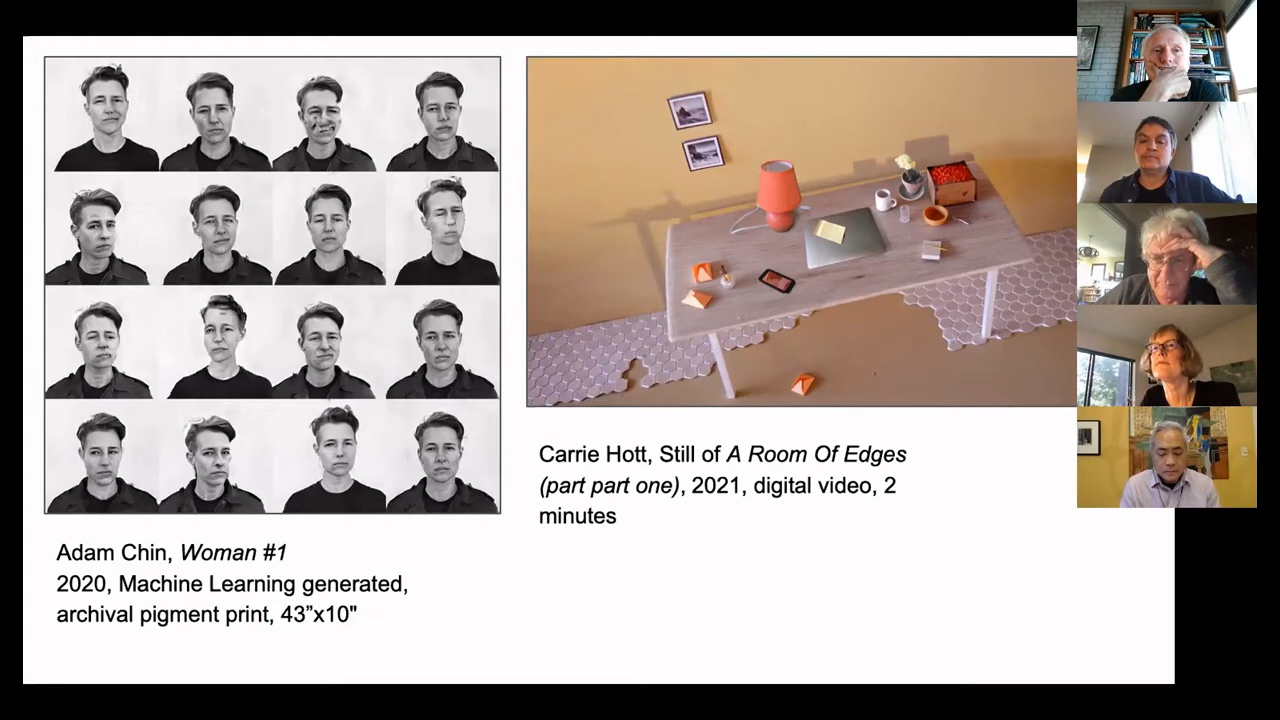 Adam Chin, Woman #1
2020, Machine Learning generated,
archival pigment print, 43”x10"
Carrie Hott, Still of A Room Of Edges
(part part one), 2021, digital video, 2
minutes